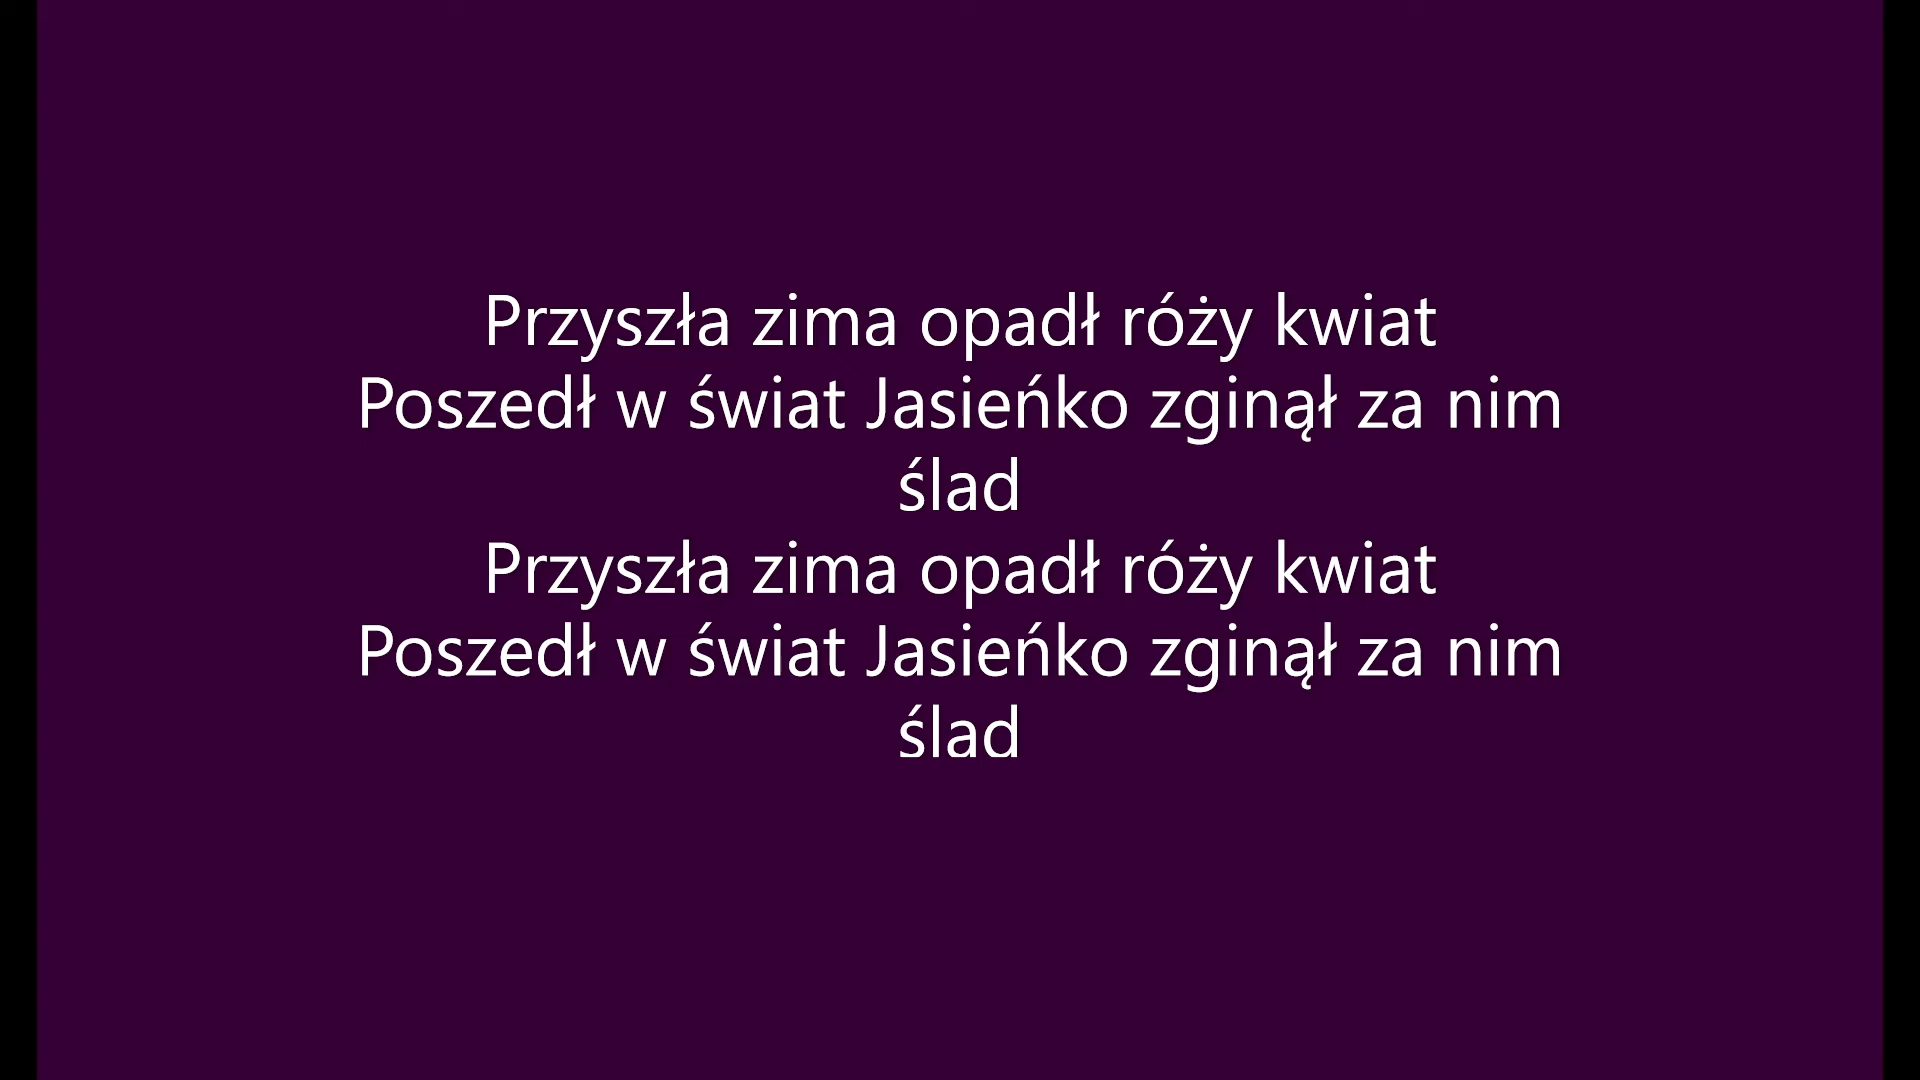 Przyszła zima opadł róży kwiat
Poszedł w świat Jasieńko zginął za nim
ślad
Przyszła zima opadł róży kwiat
Poszedł w świat Jasieńko zginął za nim
ślad